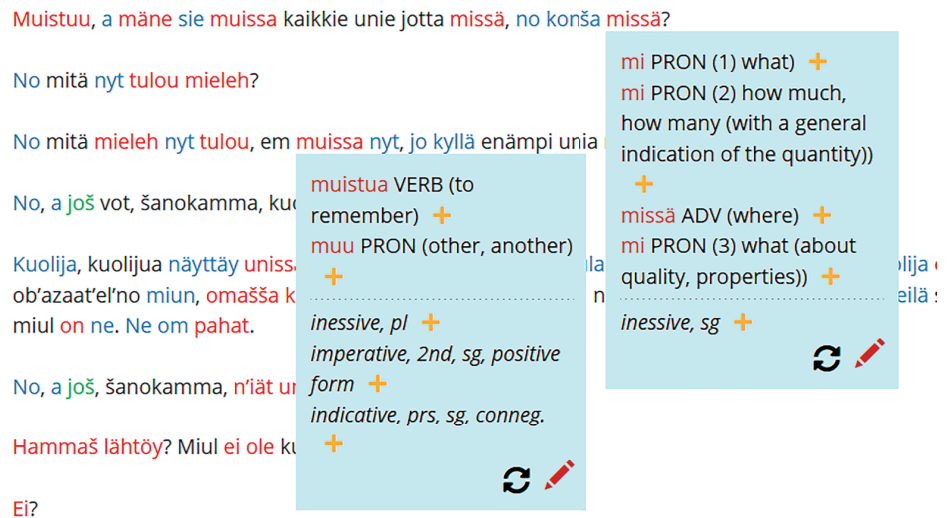 Muistuu, a mäne sie muissa kaikkie unie jotta missä, no konša missä?
No mitä nyt tulou mieleh?
No mitä mieleh nyt tulou, em muissa nyt, jo kyllä enämpi unia
No, a još vot, šanokamma,
Kuolija, kuolijua näyttäy
ob’azaat’el’no miun, omašša
miul on ne. Ne om pahat.
No, a još, šanokamma, n’iät
Hammaš lähtöy? Miul ei ole
Ei?
muistua VERB (to
remember) +
muu PRON (other, another)
+
inessive, pl +
imperative, 2nd, sg, positive
form +
indicative, prs, sg, conneg.
+
mi PRON (1) what) +
mi PRON (2) how much,
how many (with a general
indication of the quantity))
+
missä ADV (where) +
mi PRON (3) what (about
quality, properties)) +
inessive, sg +